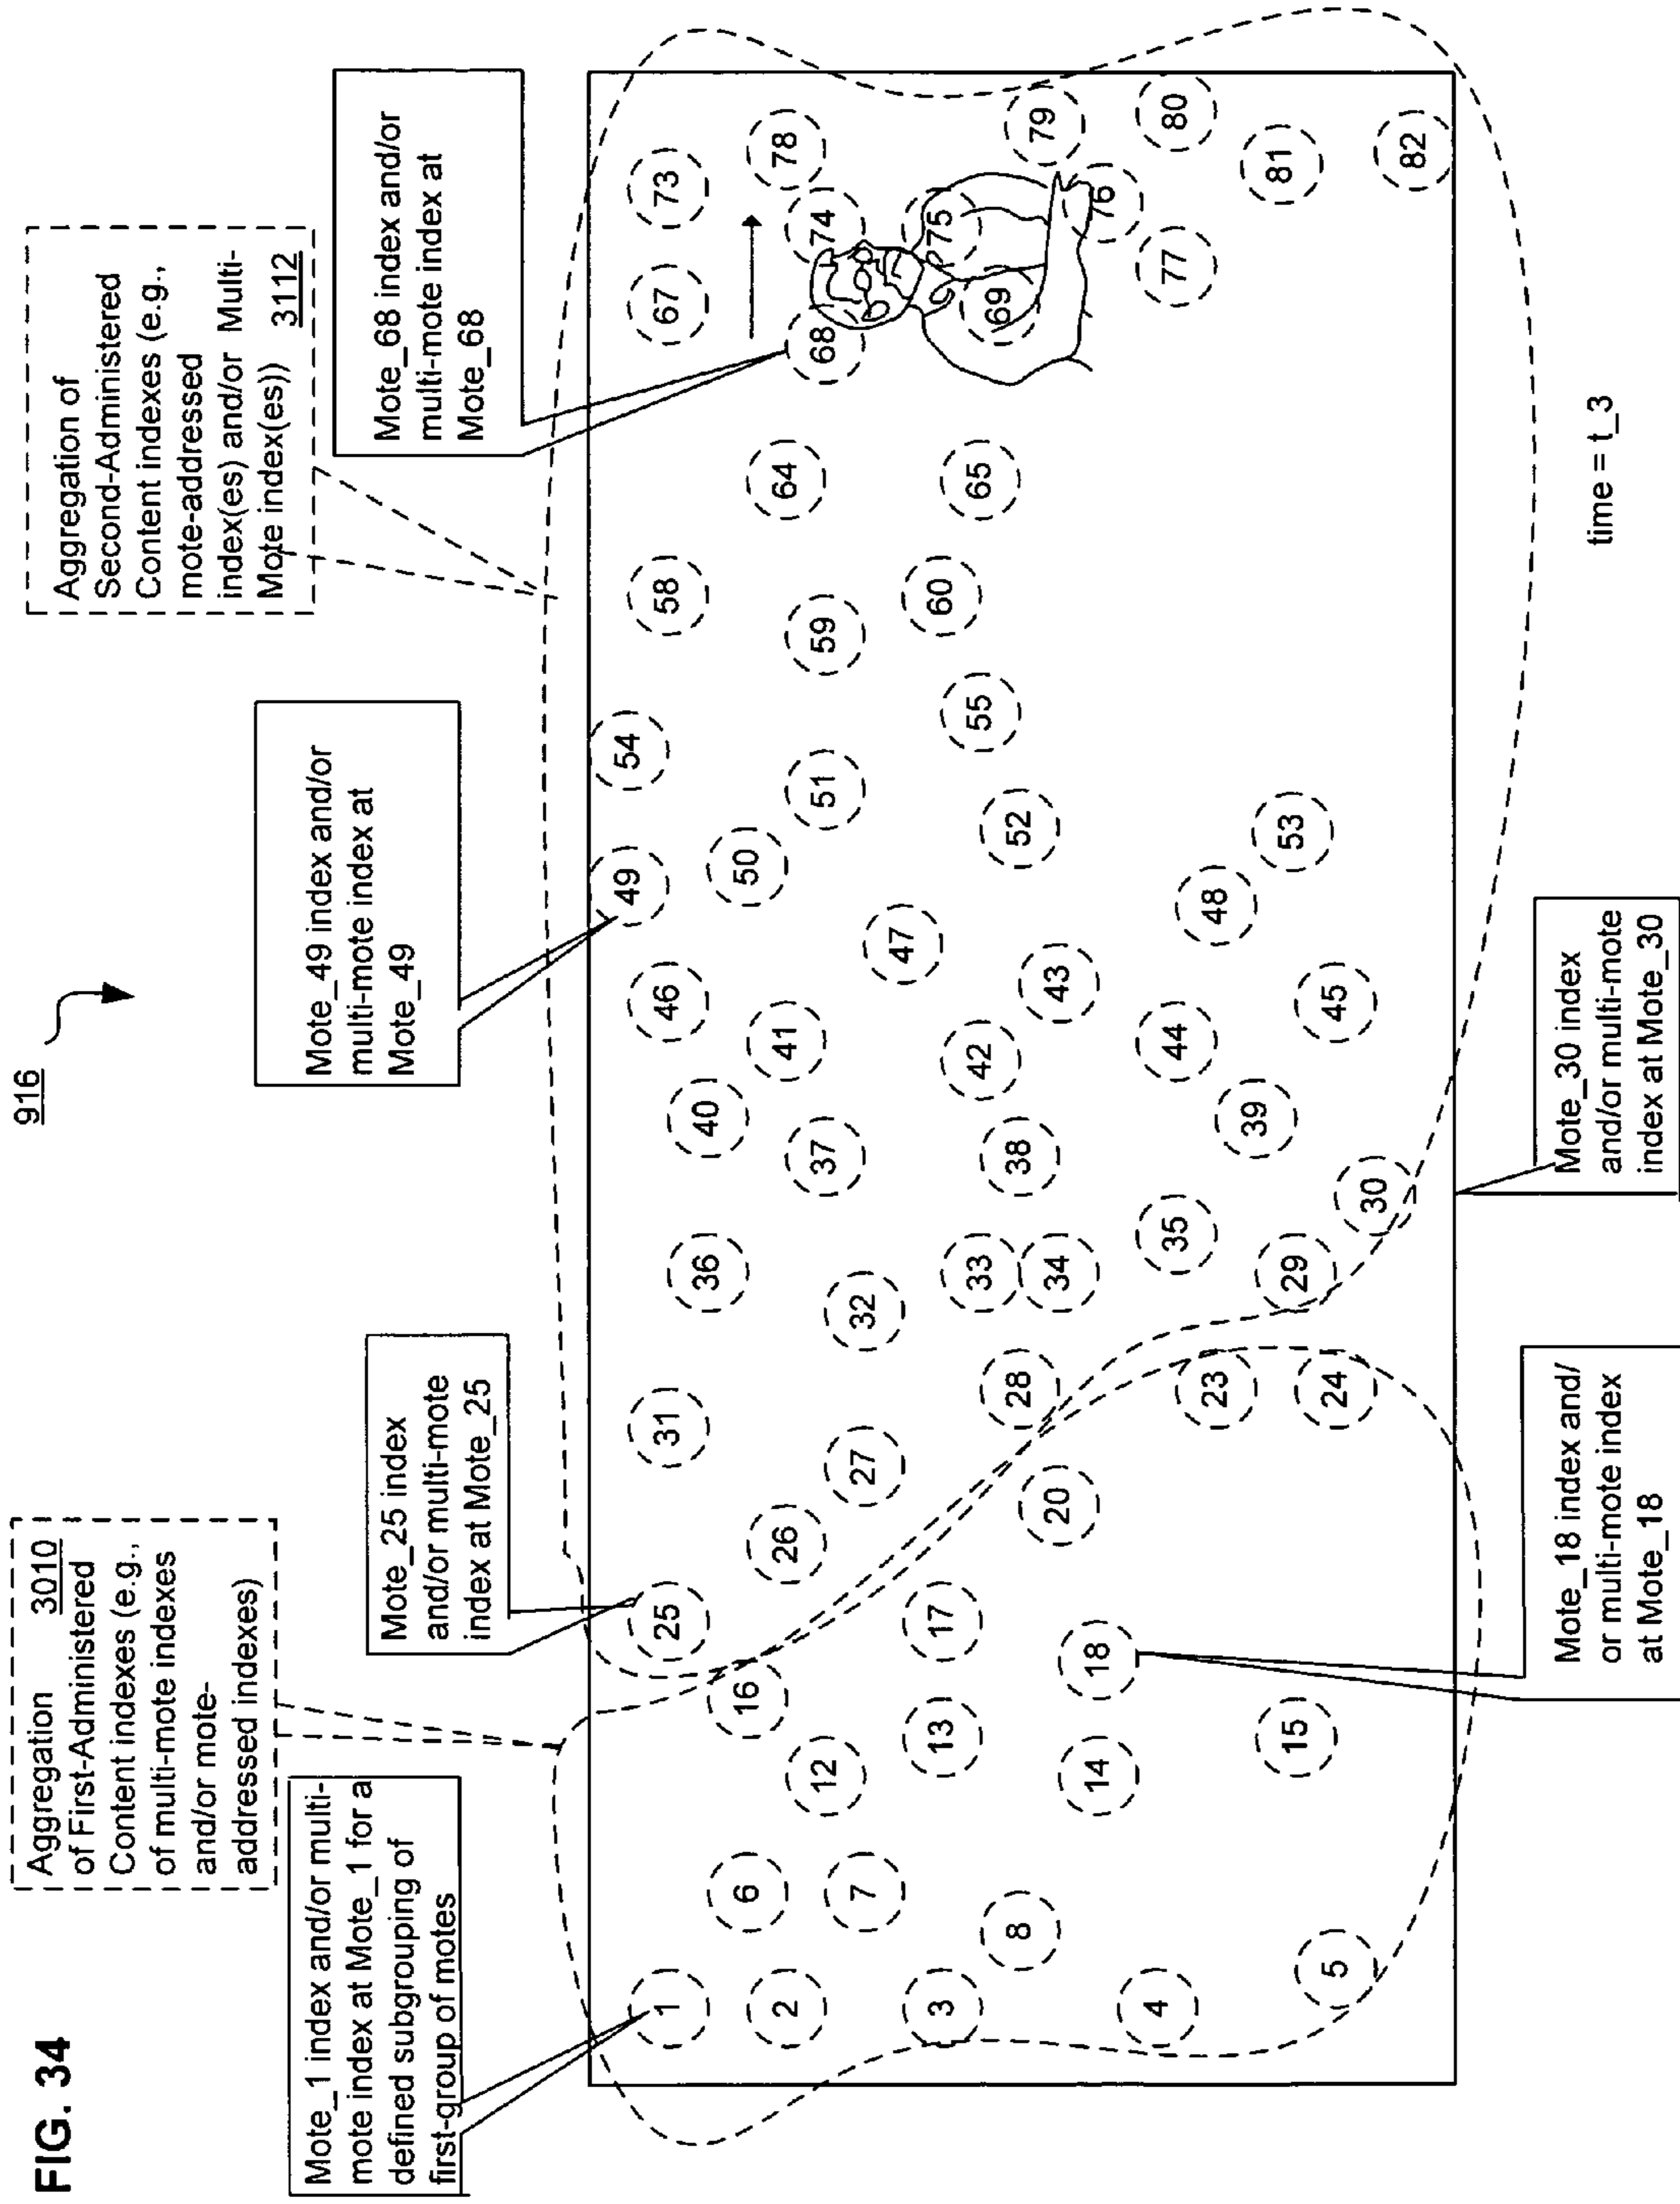 FIG. 34
916
Aggregation 3010
of First-Administered
Content indexes (e.g.,
of multi-mote indexes
and/or mote-
addressed indexes)
Aggregation of
Second-Administered
Content indexes (e.g.,
mote-addressed
index(es) and/or Multi-
Mote index(es)) 3112
Mote_1 index and/or multi-
mote index at Mote_1 for a
defined subgrouping of
first-group of motes
Mote_25 index
and/or multi-mote
index at Mote_25
Mote_49 index and/or
multi-mote index at
Mote_49
Mote_68 index and/or
multi-mote index at
Mote_68
1
2
3
4
5
6
7
8
12
13
14
15
16
17
18
20
23
24
25
26
27
28
29
30
31
32
33
34
35
36
37
38
39
40
41
42
43
44
45
46
47
48
49
50
51
52
53
54
55
58
59
60
64
65
67
68
69
73
74
75
76
77
78
79
80
81
82
Mote_18 index and/
or multi-mote index
at Mote_18
Mote_30 index
and/or multi-mote
index at Mote_30
time = t_3